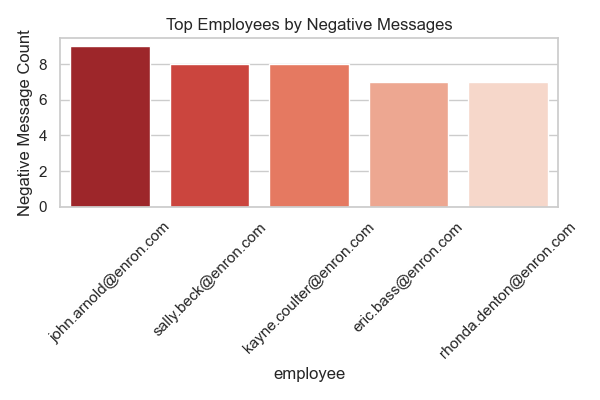 Top Employees by Negative Messages
Negative Message Count
8
6
4
2
0
john.arnold@enron.com
sally.beck@enron.com
kayne.coulter@enron.com
eric.bass@enron.com
rhonda.denton@enron.com
employee